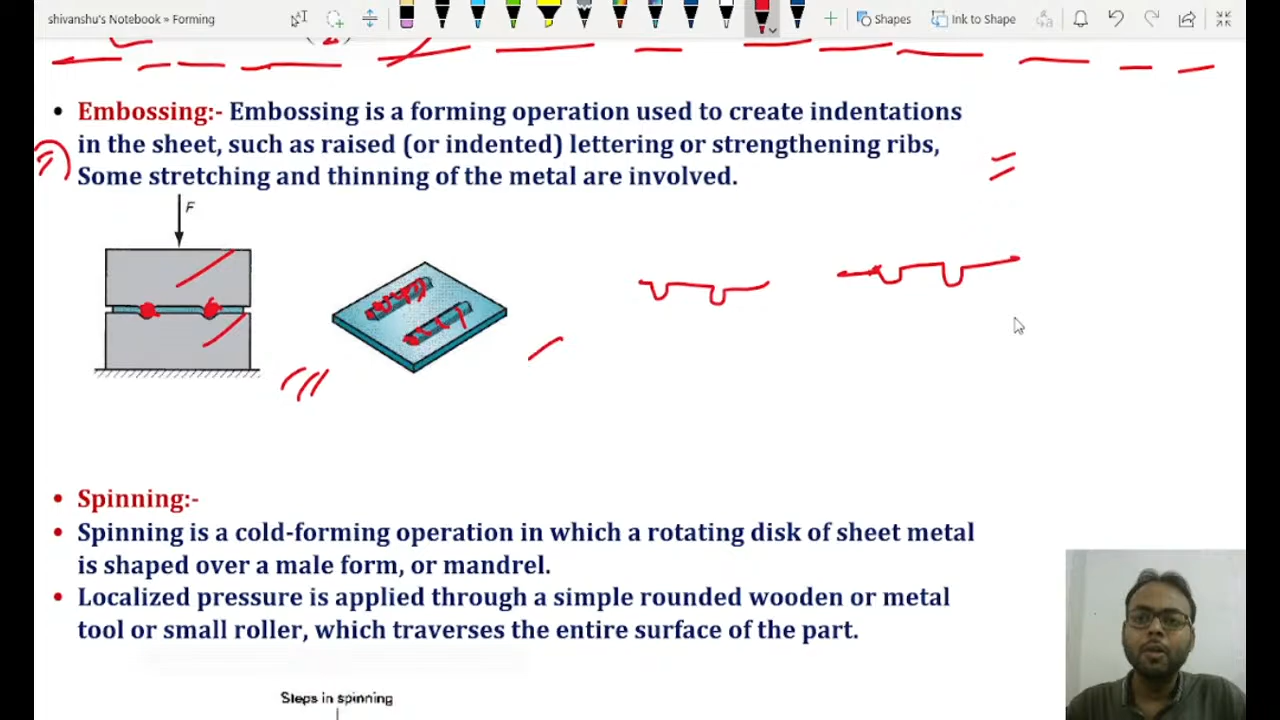 shivanshu's Notebook » Forming
Shapes
Ink to Shape
• Embossing:- Embossing is a forming operation used to create indentations
in the sheet, such as raised (or indented) lettering or strengthening ribs,
Some stretching and thinning of the metal are involved.
F
• Spinning:-
• Spinning is a cold-forming operation in which a rotating disk of sheet metal
is shaped over a male form, or mandrel.
• Localized pressure is applied through a simple rounded wooden or metal
tool or small roller, which traverses the entire surface of the part.
Steps in spinning